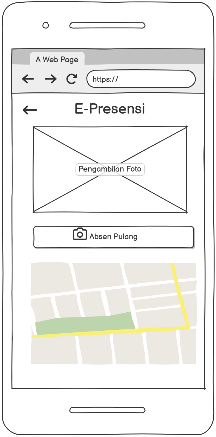 A Web Page
https://
E-Presensi
Pengambilan Foto
Absen Pulang